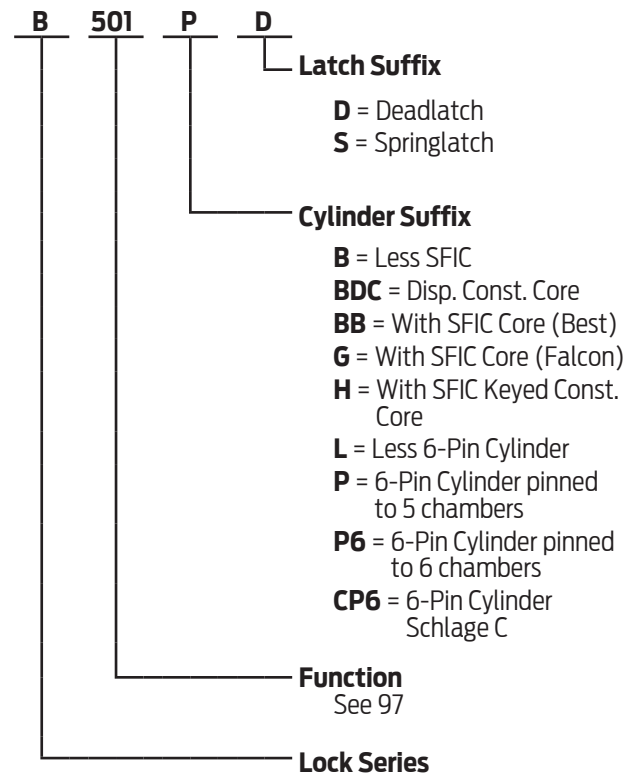 B 501 P D
Latch Suffix
D = Deadlatch
S = Springlatch
Cylinder Suffix
B = Less SFIC
BDC = Disp. Const. Core
BB = With SFIC Core (Best)
G = With SFIC Core (Falcon)
H = With SFIC Keyed Const.
Core
L = Less 6-Pin Cylinder
P = 6-Pin Cylinder pinned
to 5 chambers
P6 = 6-Pin Cylinder pinned
to 6 chambers
CP6 = 6-Pin Cylinder
Schlage C
Function
See 97
Lock Series